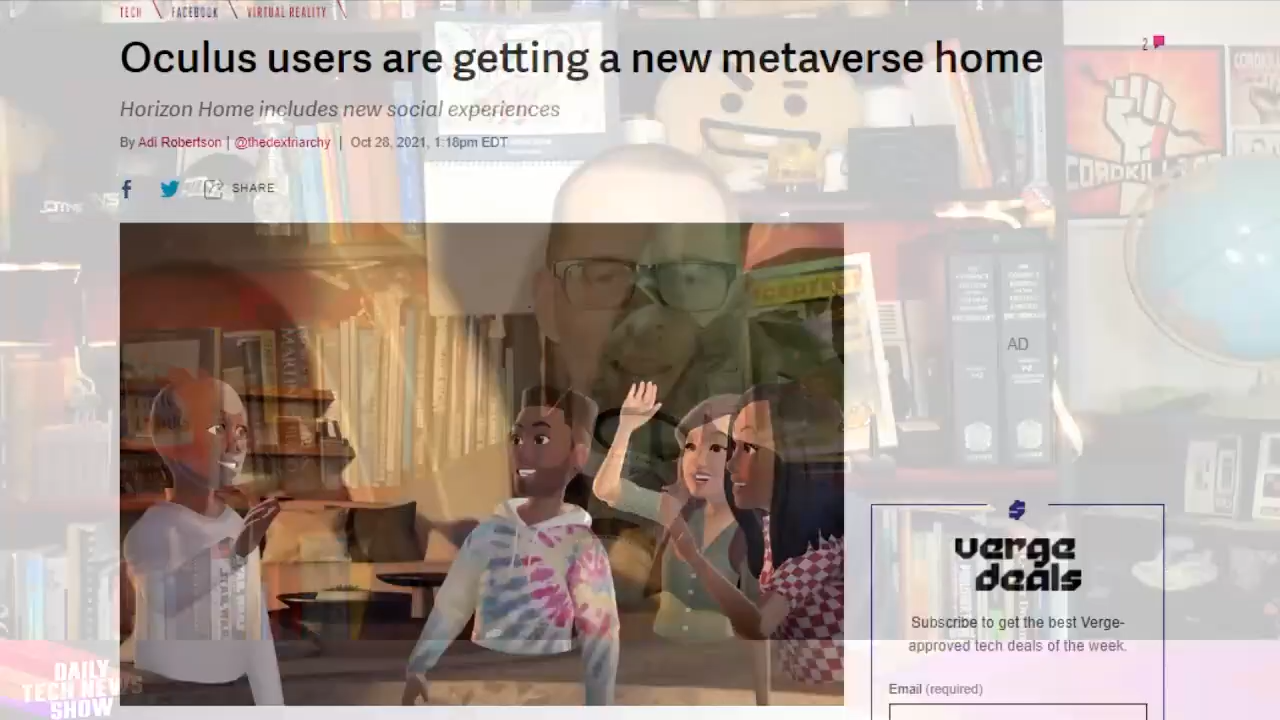 TECH
FACEBOOK
VIRTUAL REALITY
Oculus users are getting a new metaverse home
2
Horizon Home includes new social experiences
By Adi Robertson | @thedextriarchy | Oct 28, 2021, 1:18pm EDT
SHARE
AD
verge
deals
Subscribe to get the best Verge-
approved tech deals of the week.
Email (required)
DAILY
TECH NEWS
SHOW